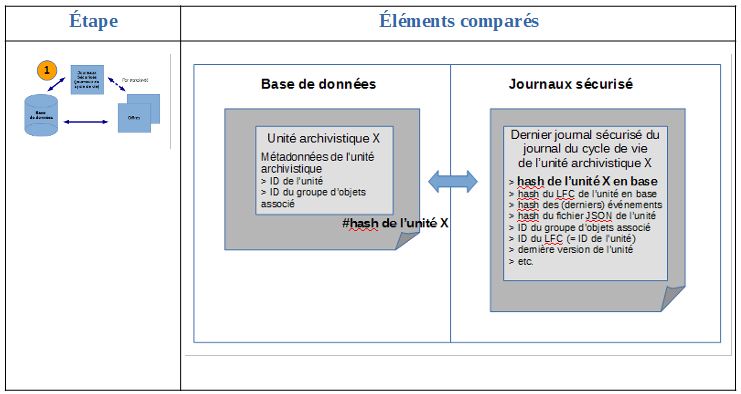 Étape
Éléments comparés
1
Journaux
Sécurisés
(journaux du
cycle de vie)
Base
de données
Offres
Base de données
Journaux sécurisé
Unité archivistique X
Métadonnées de l'unité
archivistique
> ID de l'unité
> ID du groupe d'objets
associé
#hash de l'unité X
Dernier journal sécurisé du
journal du cycle de vie
de l'unité archivistique X
> hash de l'unité X en base
> hash du LFC de l'unité en base
> hash des (derniers) événements
> hash du fichier JSON de l'unité
> ID du groupe d'objets associé
> ID du LFC (= ID de l'unité)
> dernière version de l'unité
> etc.